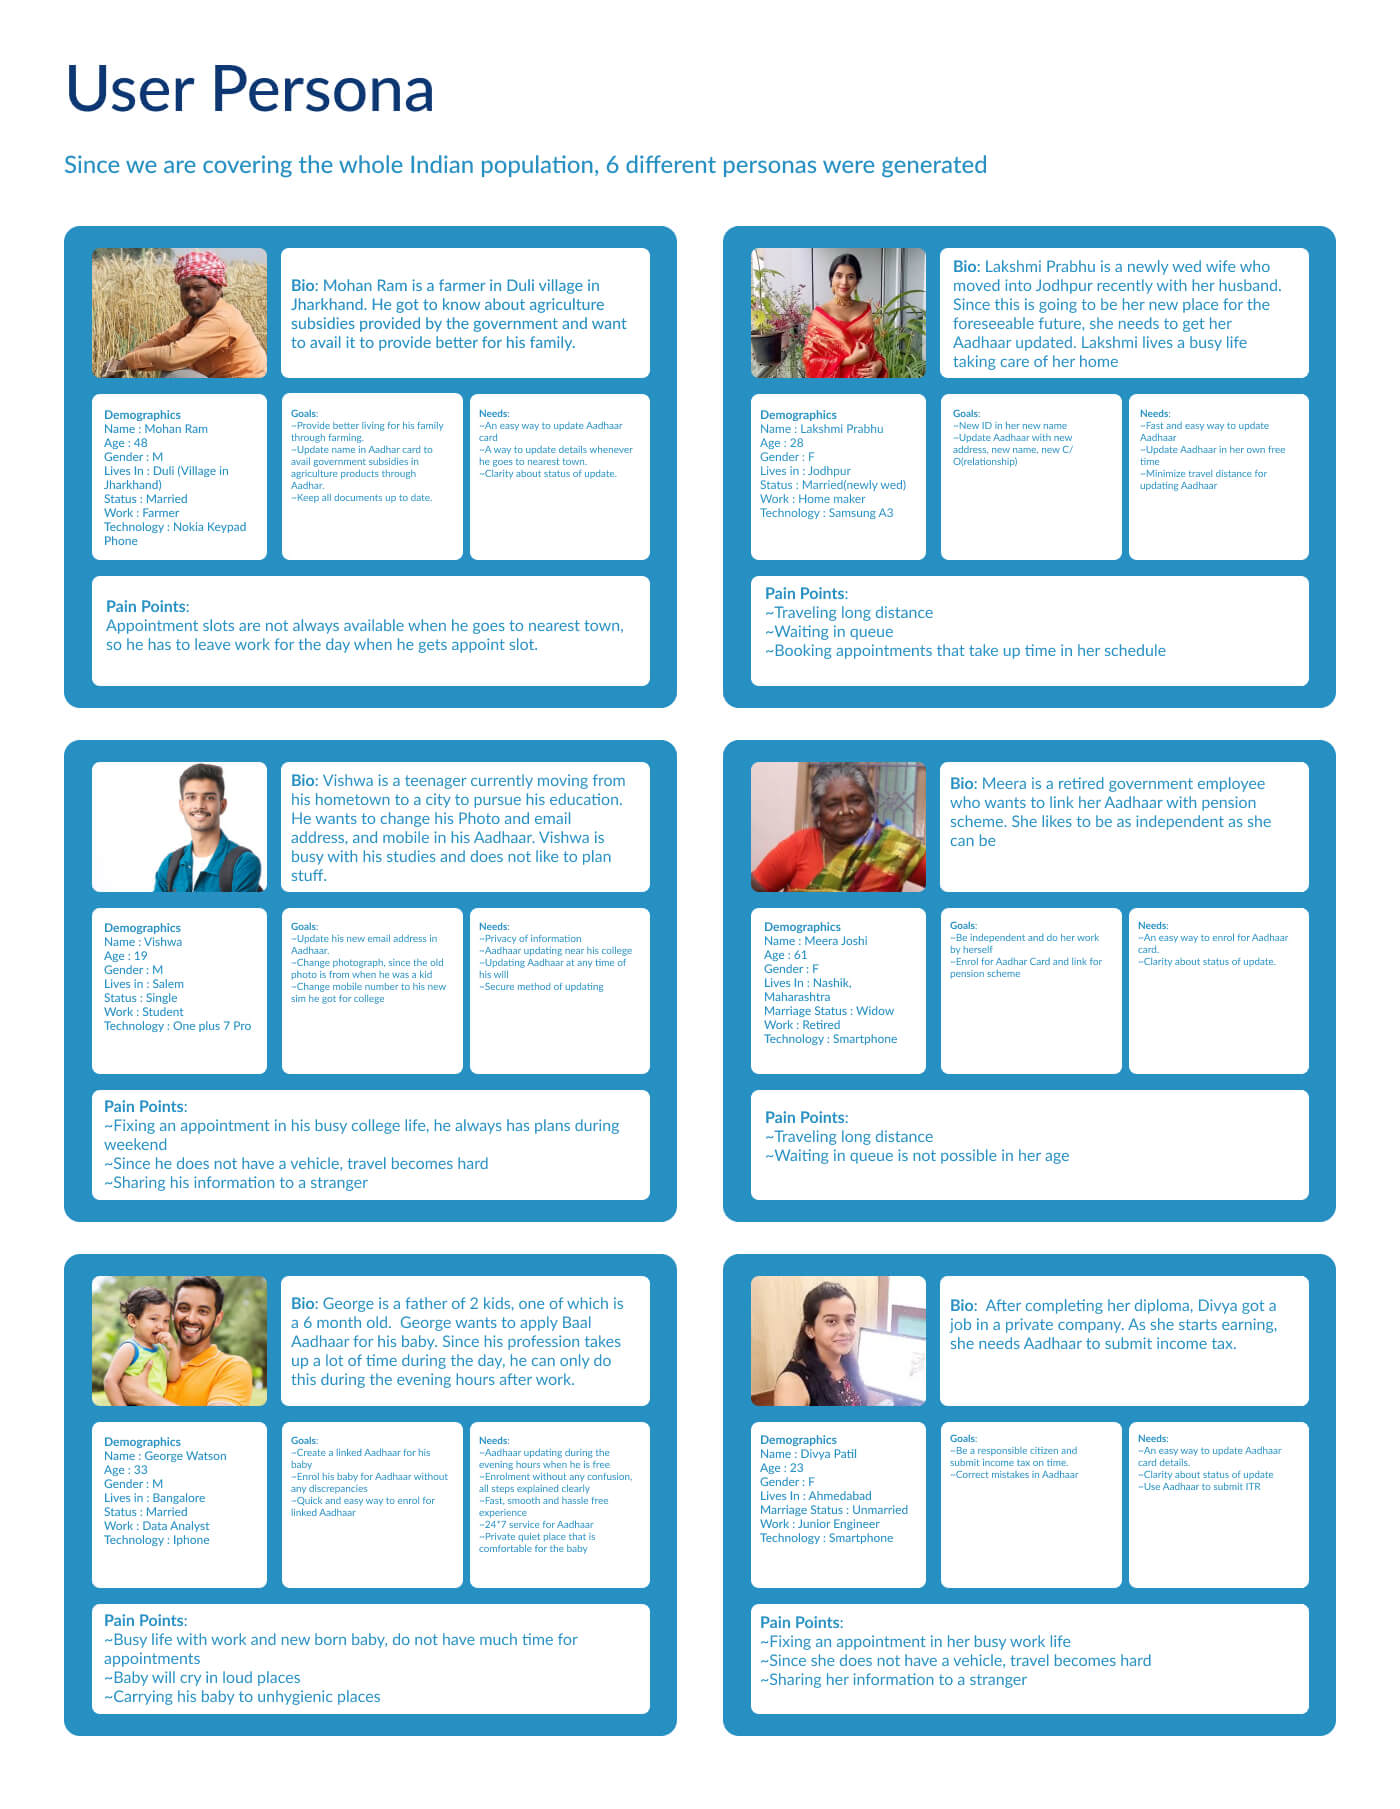 User Persona
Since we are covering the whole Indian population, 6 different personas were generated
Bio: Mohan Ram is a farmer in Duli village in
Jharkhand. He got to know about agriculture
subsidies provided by the government and want
to avail it to provide better for his family.
Demographics
Name : Mohan Ram
Age : 48
Gender : M
Lives In : Duli (Village in
Jharkhand)
Status : Married
Work : Farmer
Technology : Nokia Keypad
Phone
Goals:
~Provide better living for his family
through farming.
~Update name in Aadhar card to
avail government subsidies in
agriculture products through
Aadhar.
~Keep all documents up to date.
Needs:
~An easy way to update Aadhaar
card
~A way to update details whenever
he goes to nearest town.
~Clarity about status of update.
Pain Points:
Appointment slots are not always available when he goes to nearest town,
so he has to leave work for the day when he gets appoint slot.
Bio: Lakshmi Prabhu is a newly wed wife who
moved into Jodhpur recently with her husband.
Since this is going to be her new place for the
foreseeable future, she needs to get her
Aadhaar updated. Lakshmi lives a busy life
taking care of her home
Demographics
Name : Lakshmi Prabhu
Age : 28
Gender : F
Lives in : Jodhpur
Status : Married(newly wed)
Work : Home maker
Technology : Samsung A3
Goals:
~New ID in her new name
~Update Aadhaar with new
address, new name, new C/
O(relationship)
Needs:
~Fast and easy way to update
Aadhaar
~Update Aadhaar in her own free
time
~Minimize travel distance for
updating Aadhaar
Pain Points:
~Traveling long distance
~Waiting in queue
~Booking appointments that take up time in her schedule
Bio: Vishwa is a teenager currently moving from
his hometown to a city to pursue his education.
He wants to change his Photo and email
address, and mobile in his Aadhaar. Vishwa is
busy with his studies and does not like to plan
stuff.
Demographics
Name : Vishwa
Age : 19
Gender : M
Lives in : Salem
Status : Single
Work : Student
Technology : One plus 7 Pro
Goals:
~Update his new email address in
Aadhaar.
~Change photograph, since the old
photo is from when he was a kid
~Change mobile number to his new
sim he got for college
Needs:
~Privacy of information
~Aadhaar updating near his college
~Updating Aadhaar at any time of
his will
~Secure method of updating
Pain Points:
~Fixing an appointment in his busy college life, he always has plans during
weekend
~Since he does not have a vehicle, travel becomes hard
~Sharing his information to a stranger
Bio: Meera is a retired government employee
who wants to link her Aadhaar with pension
scheme. She likes to be as independent as she
can be
Demographics
Name : Meera Joshi
Age : 61
Gender : F
Lives In : Nashik,
Maharashtra
Marriage Status : Widow
Work : Retired
Technology : Smartphone
Goals:
~Be independent and do her work
by herself
~Enrol for Aadhar Card and link for
pension scheme
Needs:
~An easy way to enrol for Aadhaar
card.
~Clarity about status of update.
Pain Points:
~Traveling long distance
~Waiting in queue is not possible in her age
Bio: George is a father of 2 kids, one of which is
a 6 month old.  George wants to apply Baal
Aadhaar for his baby. Since his profession takes
up a lot of time during the day, he can only do
this during the evening hours after work.
Demographics
Name : George Watson
Age : 33
Gender : M
Lives in : Bangalore
Status : Married
Work : Data Analyst
Technology : Iphone
Goals:
~Create a linked Aadhaar for his
baby
~Enrol his baby for Aadhaar without
any discrepancies
~Quick and easy way to enrol for
linked Aadhaar
Needs:
~Aadhaar updating during the
evening hours when he is free
~Enrolment without any confusion,
all steps explained clearly
~Fast, smooth and hassle free
experience
~24*7 service for Aadhaar
~Private quiet place that is
comfortable for the baby
Pain Points:
~Busy life with work and new born baby, do not have much time for
appointments
~Baby will cry in loud places
~Carrying his baby to unhygienic places
Bio:  After completing her diploma, Divya got a
job in a private company. As she starts earning,
she needs Aadhaar to submit income tax.
Demographics
Name : Divya Patil
Age : 23
Gender : F
Lives In : Ahmedabad
Marriage Status : Unmarried
Work : Junior Engineer
Technology : Smartphone
Goals:
~Be a responsible citizen and
submit income tax on time.
~Correct mistakes in Aadhaar
Needs:
~An easy way to update Aadhaar
card details.
~Clarity about status of update
~Use Aadhaar to submit ITR
Pain Points:
~Fixing an appointment in her busy work life
~Since she does not have a vehicle, travel becomes hard
~Sharing her information to a stranger